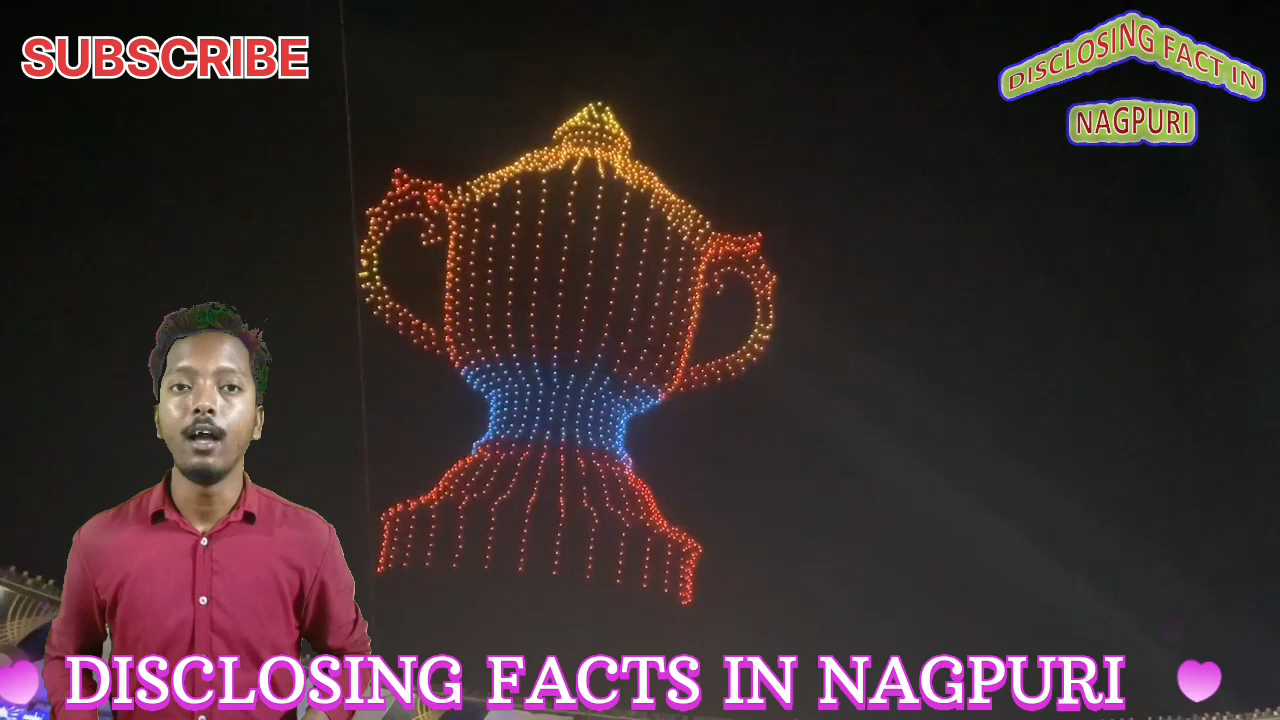 SUBSCRIBE
DISCLOSING FACT IN
NAGPURI
DISCLOSING FACTS IN NAGPURI